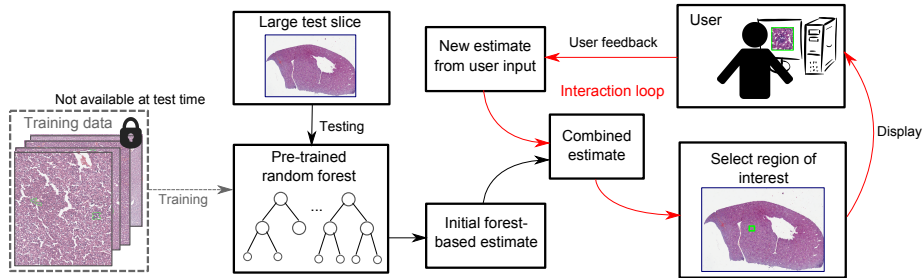 Not available at test time
Training data
Training
Large test slice
Testing
Pre-trained
random forest
...
Initial forest-
based estimate
New estimate
from user input
User feedback
Interaction loop
Combined
estimate
User
Display
Select region of
interest